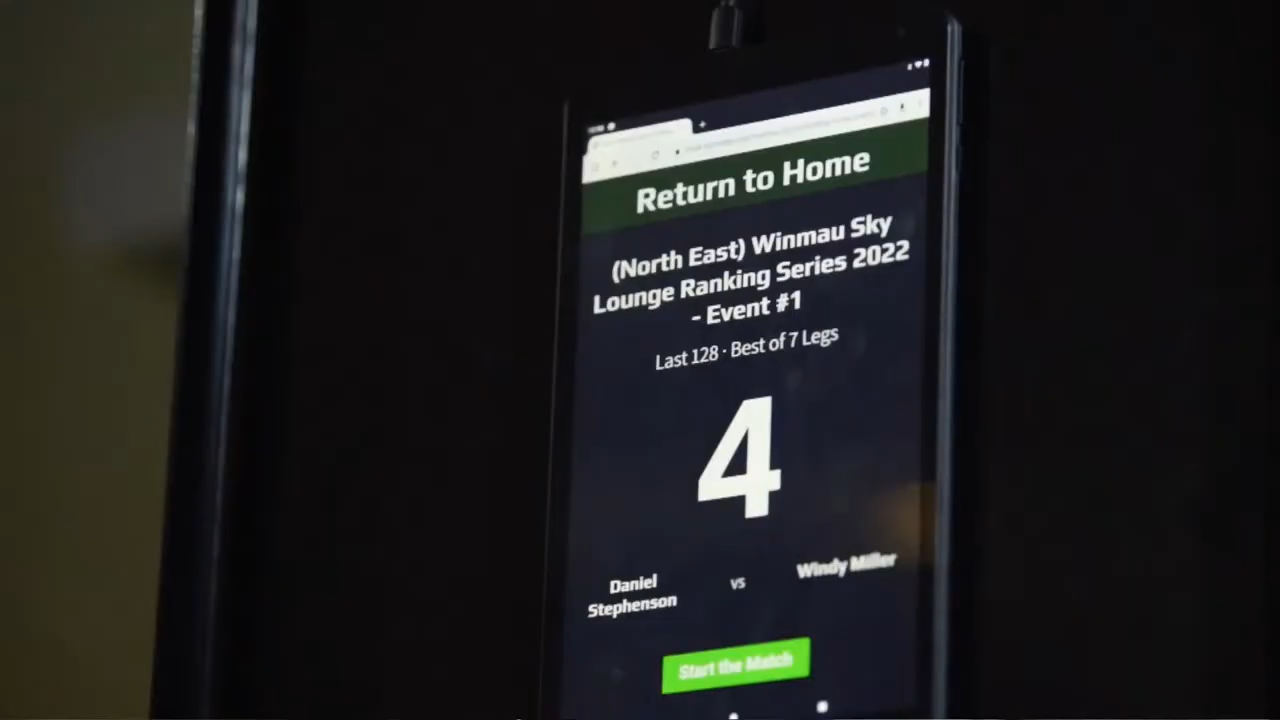 Return to Home
(North East) Winmau Sky
Lounge Ranking Series 2022
- Event #1
Last 128 · Best of 7 Legs
4
Daniel
Stephenson
vs
Windy Miller
Start the Match